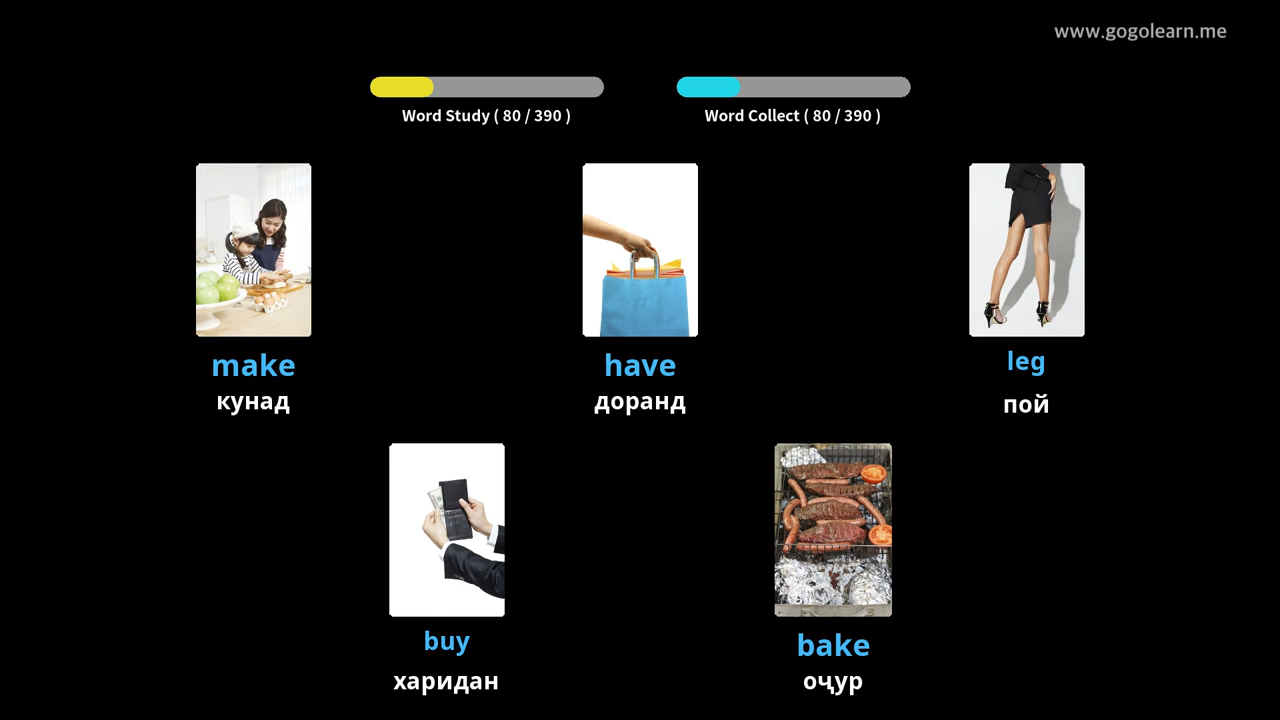 www.gogolearn.me
Word Study ( 80 / 390 )
Word Collect ( 80 / 390 )
make
кунад
have
доранд
leg
пой
buy
харидан
bake
оҷур